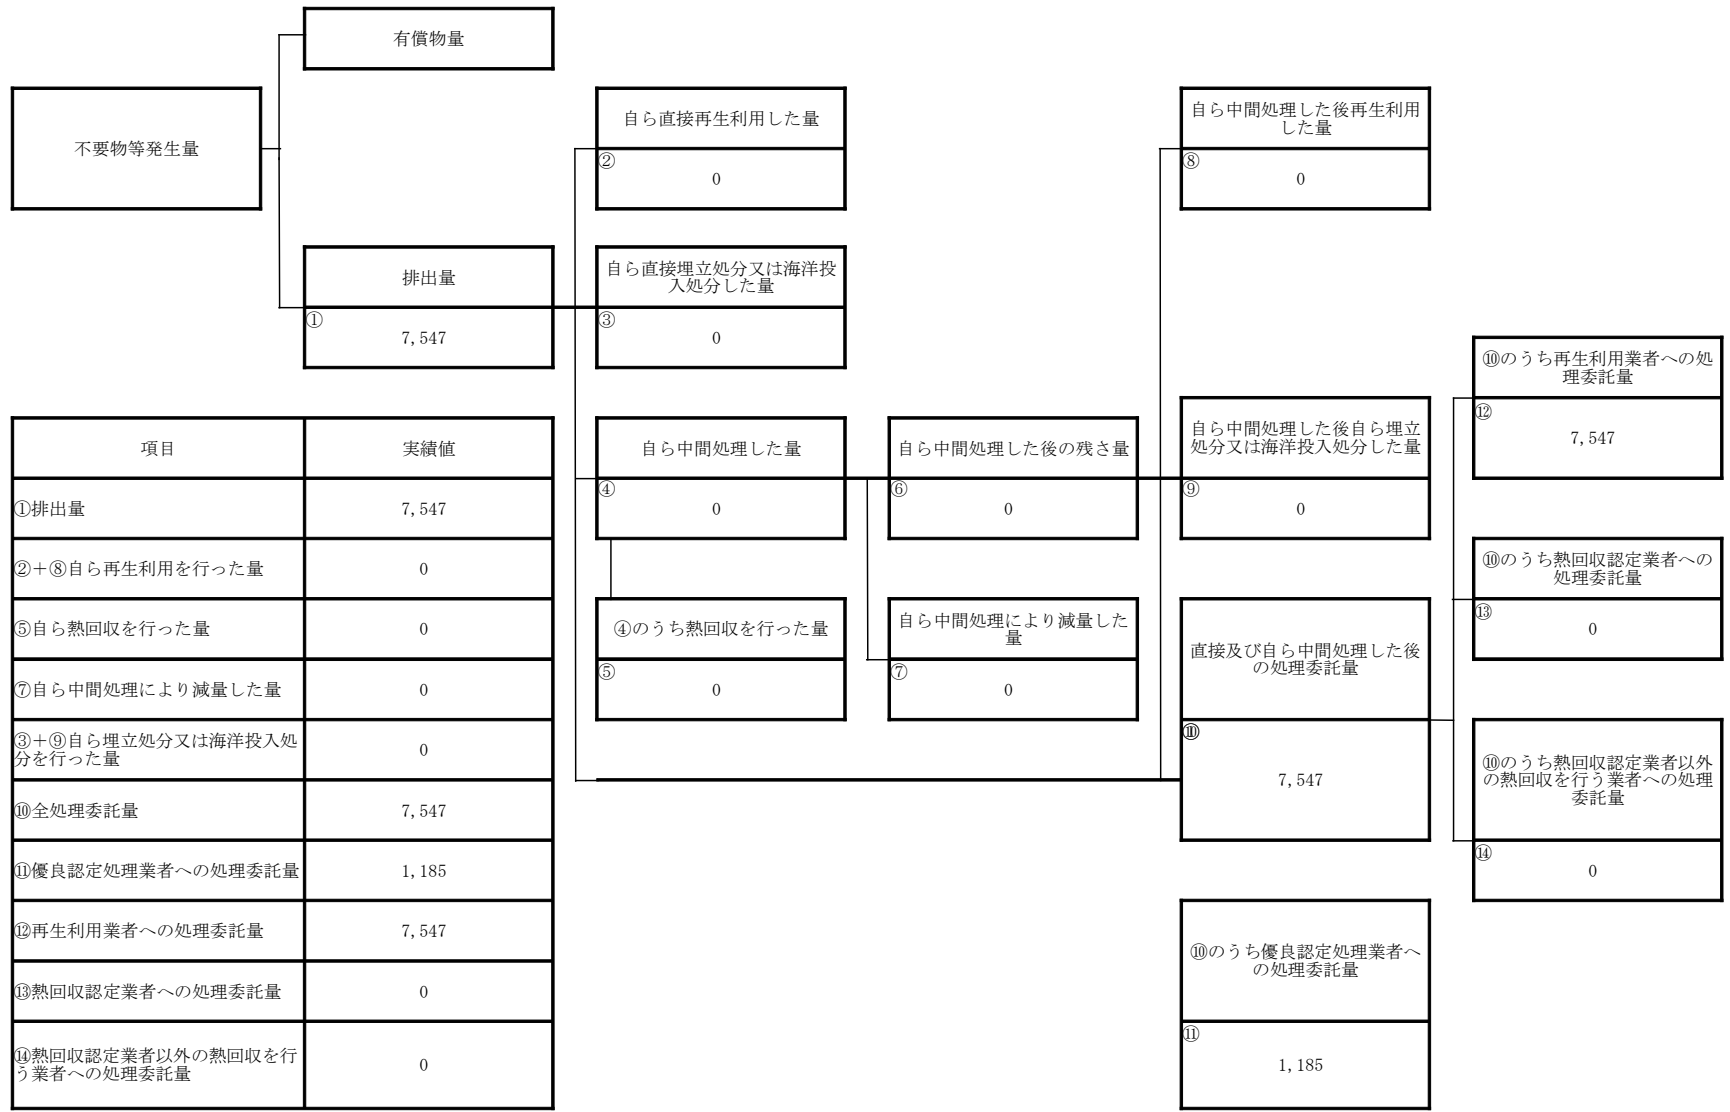 有償物量
不要物等発生量
自ら直接再生利用した量
②
0
自ら中間処理した後再生利用
した量
⑧
0
排出量
①
7,547
自ら直接埋立処分又は海洋投
入処分した量
③
0
項目
実績値
①排出量
7,547
②+⑧自ら再生利用を行った量
0
⑤自ら熱回収を行った量
0
⑦自ら中間処理により減量した量
0
③+⑨自ら埋立処分又は海洋投入処
分を行った量
0
⑩全処理委託量
7,547
⑪優良認定処理業者への処理委託量
1,185
⑫再生利用業者への処理委託量
7,547
⑬熱回収認定業者への処理委託量
0
⑭熱回収認定業者以外の熱回収を行
う業者への処理委託量
0
自ら中間処理した量
④
0
④のうち熱回収を行った量
⑤
0
自ら中間処理した後の残さ量
⑥
0
自ら中間処理により減量した
量
⑦
0
自ら中間処理した後自ら埋立
処分又は海洋投入処分した量
⑨
0
直接及び自ら中間処理した後
の処理委託量
⑩
7,547
⑩のうち優良認定処理業者へ
の処理委託量
⑪
1,185
⑩のうち再生利用業者への処
理委託量
⑫
7,547
⑩のうち熱回収認定業者への
処理委託量
⑬
0
⑩のうち熱回収認定業者以外
の熱回収を行う業者への処理
委託量
⑭
0